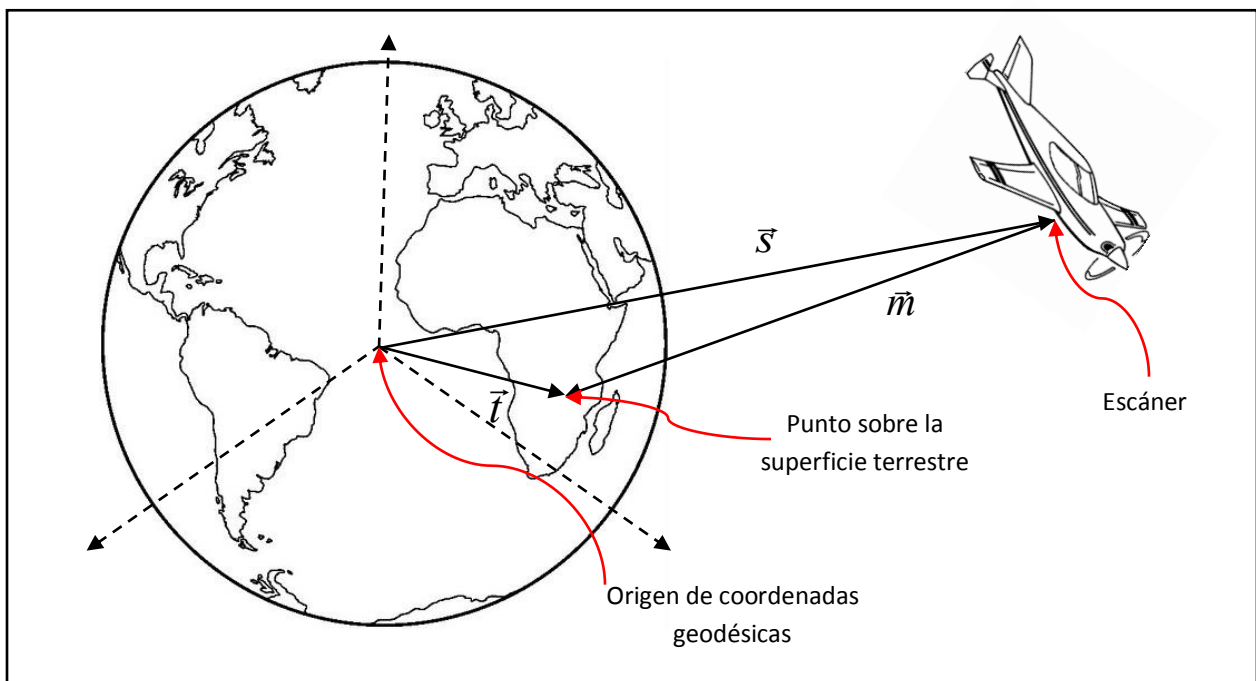 s⃗
m⃗
t⃗
Escáner
Punto sobre la
superficie terrestre
Origen de coordenadas
geodésicas